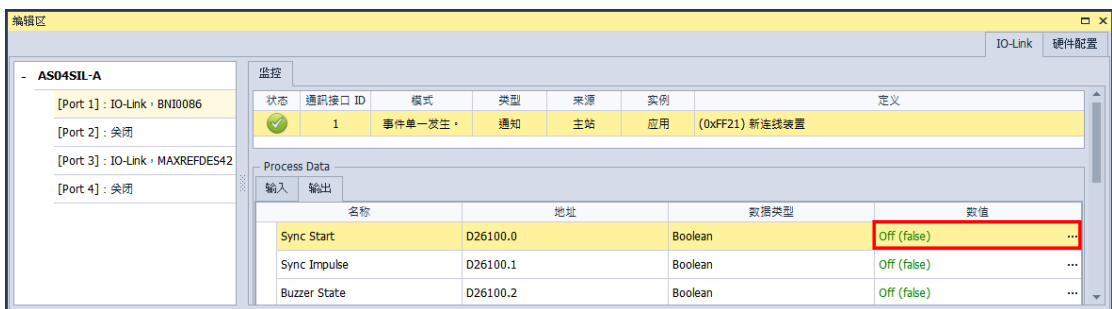 编辑区
IO-Link 硬件配置
- AS04SIL-A
[Port 1] : IO-Link，BNI0086
[Port 2] : 关闭
[Port 3] : IO-Link，MAXREFDES42
[Port 4] : 关闭
监控
状态 通訊接口 ID 模式 类型 来源 实例 定义
1 事件单一发生。 通知 主站 应用 (0xFF21) 新连线装置
Process Data
输入 输出
名称 地址 数据类型 数值
Sync Start D26100.0 Boolean Off (false) ...
Sync Impulse D26100.1 Boolean Off (false) ...
Buzzer State D26100.2 Boolean Off (false) ...